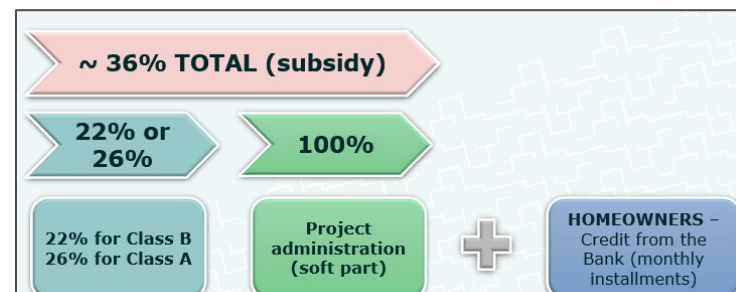 ~ 36% TOTAL (subsidy)
22% or
26%
100%
22% for Class B
26% for Class A
Project
administration
(soft part)
HOMEOWNERS –
Credit from the
Bank (monthly
installments)